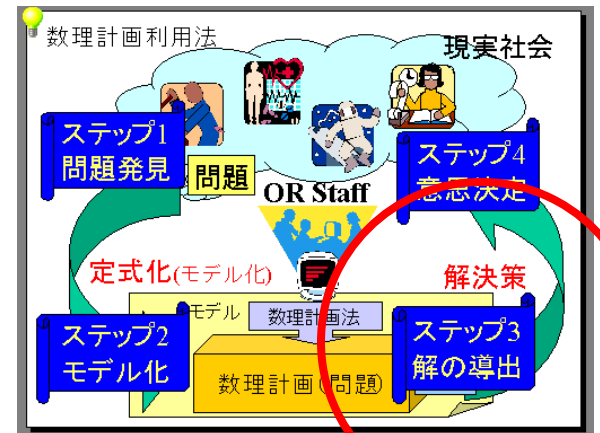 数理計画利用法
現実社会
ステップ1
問題発見
問題
OR Staff
ステップ4
意思決定
定式化(モデル化)
解決策
モデル
数理計画法
ステップ2
モデル化
ステップ3
解の導出
数理計画(問題)